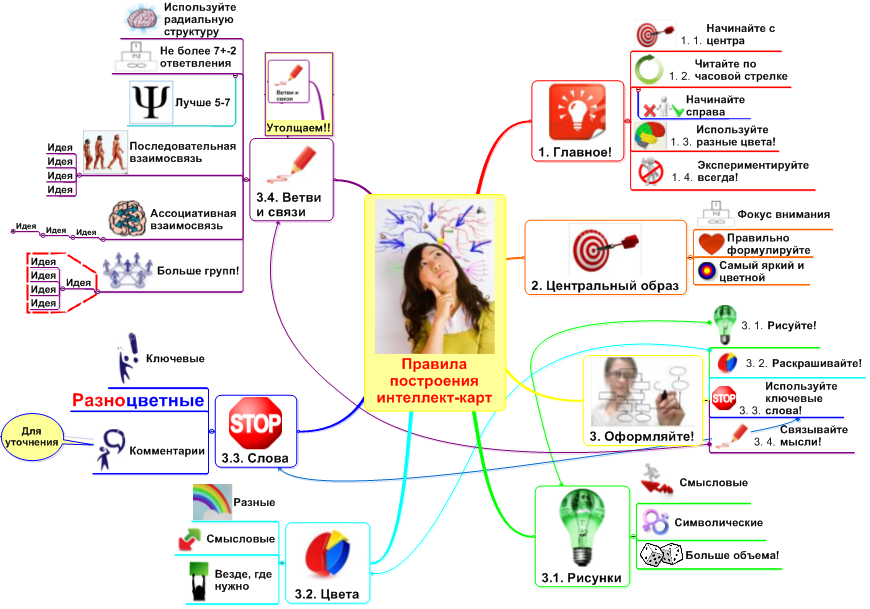 Правила
построения
интеллект-карт
1. Главное!
Начинайте с
1. 1. центра
Читайте по
1. 2. часовой стрелке
Начинайте
справа
Используйте
1. 3. разные цвета!
Экспериментируйте
1. 4. всегда!
2. Центральный образ
Фокус внимания
Правильно
формулируйте
Самый яркий и
цветной
3. Оформляйте!
3. 1. Рисуйте!
3. 2. Раскрашивайте!
STOP
Используйте
ключевые
3. 3. слова!
Связывайте
3. 4. мысли!
3.1. Рисунки
Смысловые
Символические
Больше объема!
3.2. Цвета
Разные
Смысловые
Везде, где
нужно
STOP
3.3. Слова
Ключевые
Разноцветные
Комментарии
Для
уточнения
3.4. Ветви
и связи
Ветви и
связи
Утолщаем!!
Используйте
радиальную
структуру
Не более 7+-2
ответвления
Ψ
Лучше 5-7
Последовательная
взаимосвязь
Идея
Идея
Идея
Идея
Ассоциативная
взаимосвязь
Идея
Идея
Идея
Больше групп!
Идея
Идея
Идея
Идея
Идея